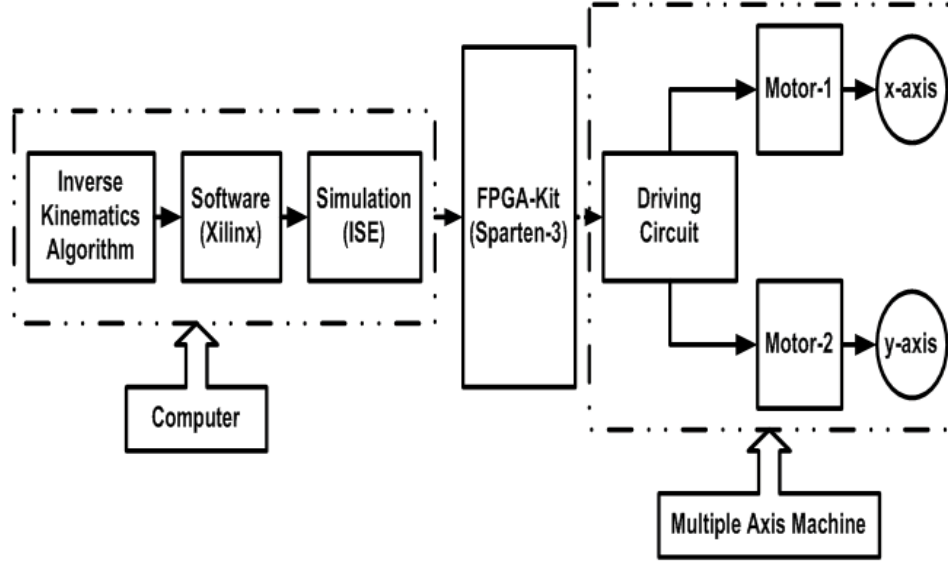 Inverse
Kinematics
Algorithm
Software
(Xilinx)
Simulation
(ISE)
Computer
FPGA-Kit
(Sparten-3)
Driving
Circuit
Motor-1
x-axis
Motor-2
y-axis
Multiple Axis Machine